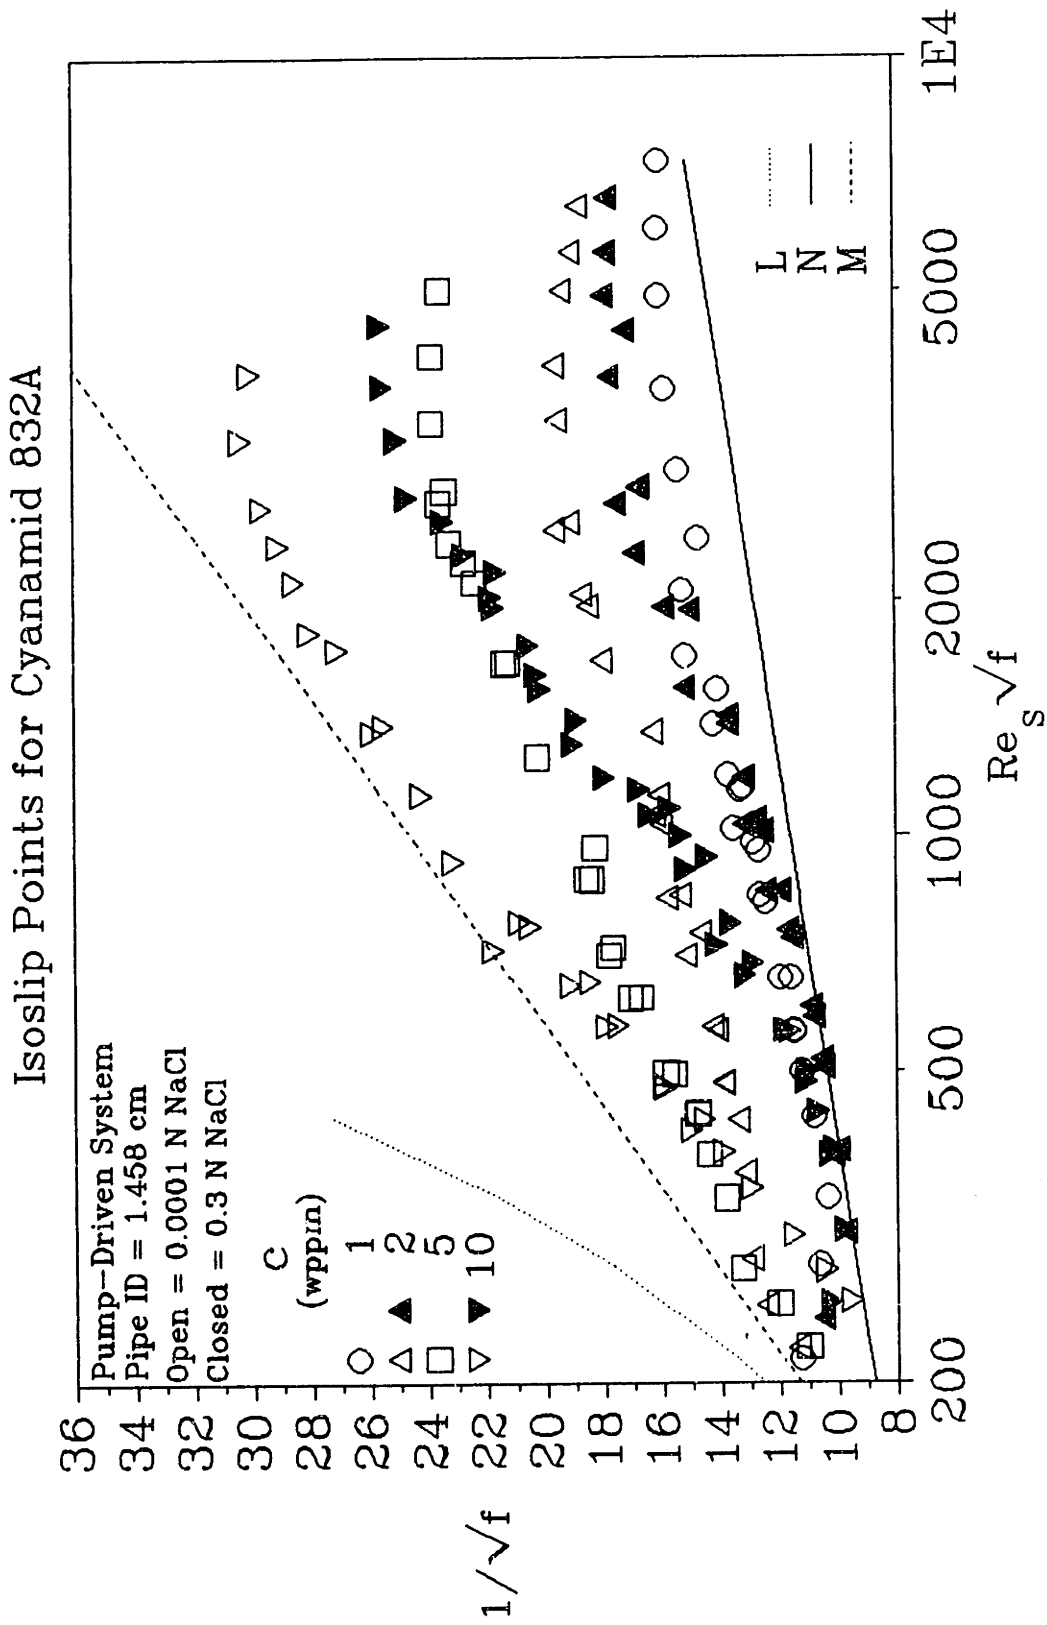 Isoslip Points for Cyanamid 832A
Pump-Driven System
Pipe ID = 1.458 cm
Open = 0.0001 N NaCl
Closed = 0.3 N NaCl
C
(wppm)
1
2
5
10
L
N
M
36
34
32
30
28
26
24
22
20
18
16
14
12
10
8
1/√f
200
500
1000
2000
5000
1E4
Re_s √f